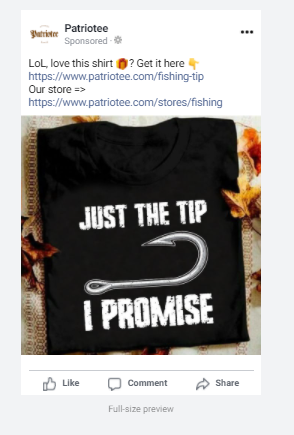 Patriotee
Patriotee
Sponsored ·
LoL, love this shirt 🎁? Get it here 👇
https://www.patriotee.com/fishing-tip
Our store =>
https://www.patriotee.com/stores/fishing
JUST THE TIP
I PROMISE
Like
Comment
Share
Full-size preview